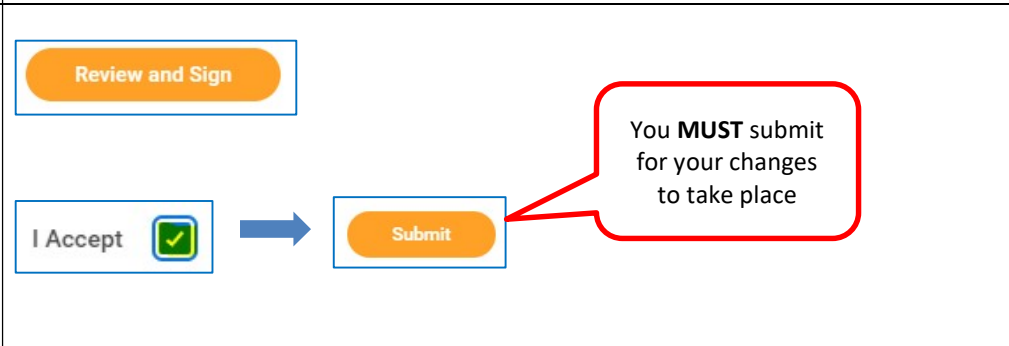 Review and Sign
You MUST submit
for your changes
to take place
I Accept
Submit